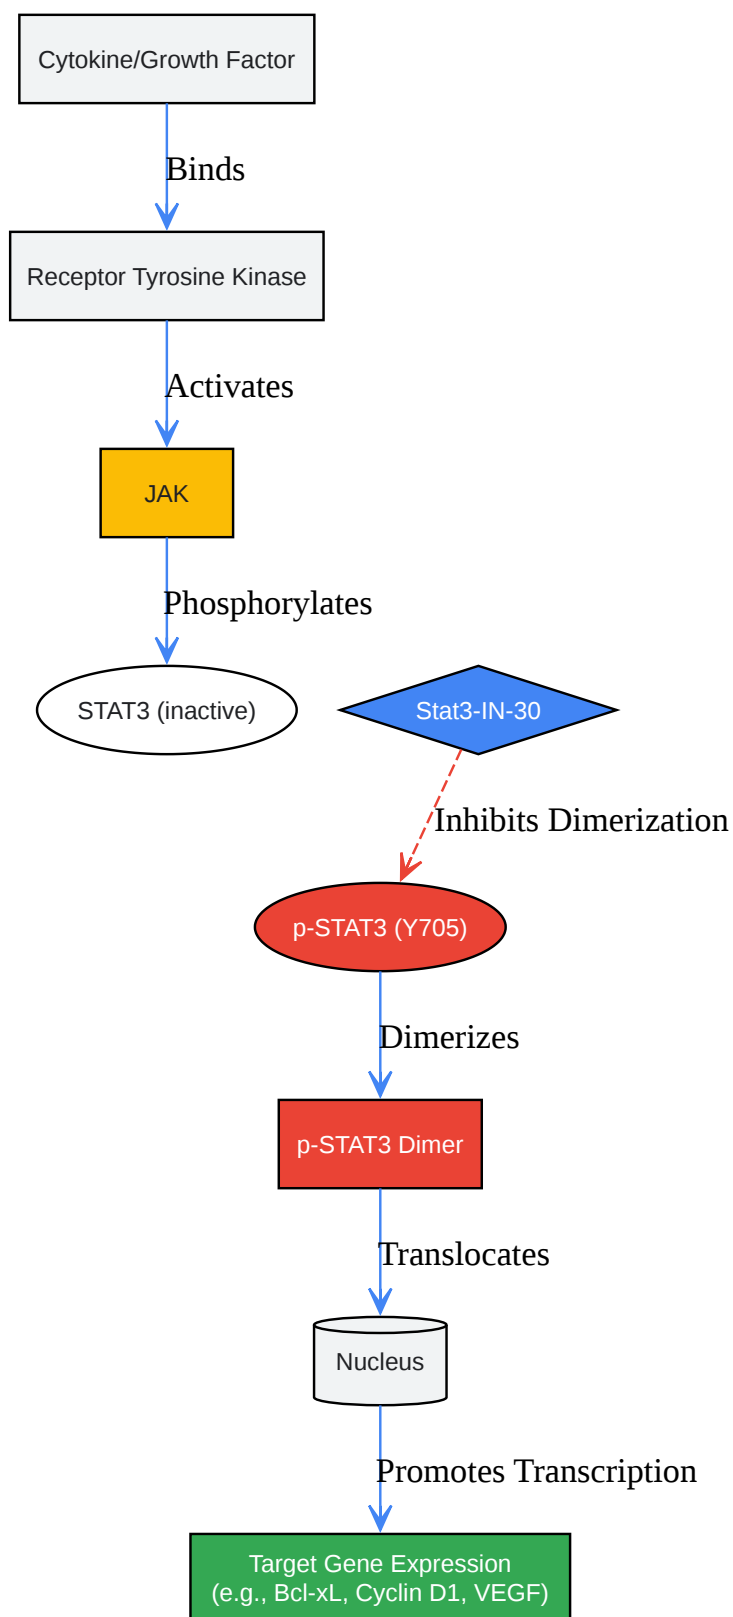 Cytokine/Growth Factor
Binds
Receptor Tyrosine Kinase
Activates
JAK
Phosphorylates
STAT3 (inactive)
Stat3-IN-30
Inhibits Dimerization
p-STAT3 (Y705)
Dimerizes
p-STAT3 Dimer
Translocates
Nucleus
Promotes Transcription
Target Gene Expression
(e.g., Bcl-xL, Cyclin D1, VEGF)